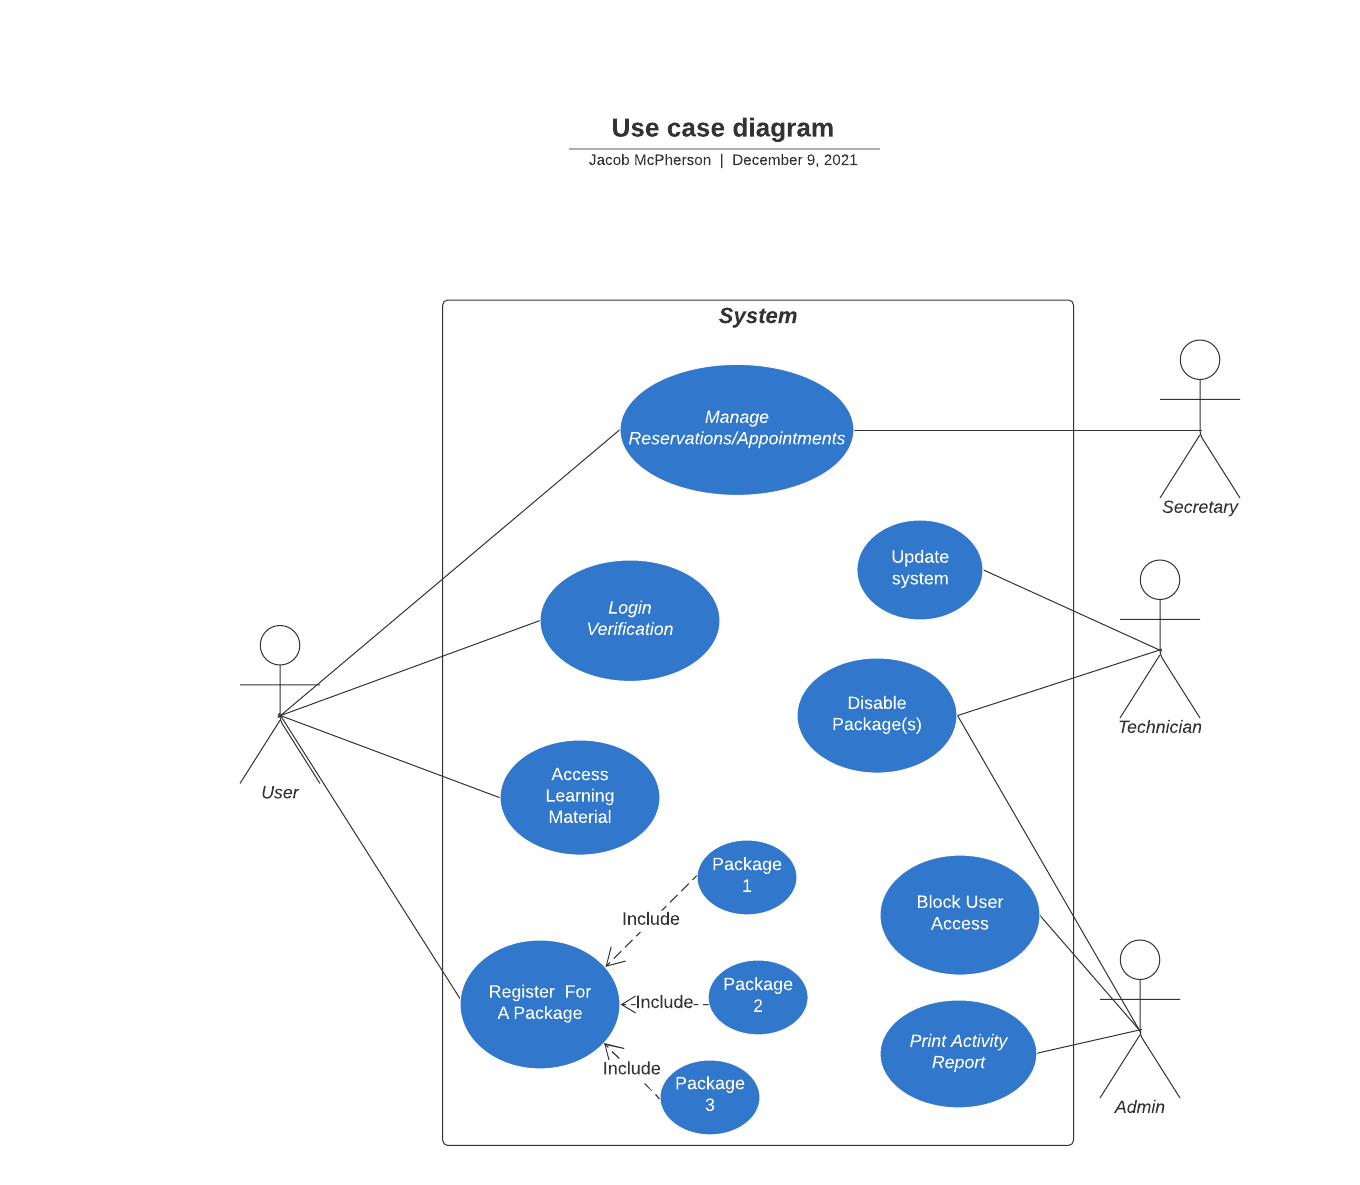 Use case diagram
Jacob McPherson | December 9, 2021
System
Manage
Reservations/Appointments
Secretary
Update
system
Login
Verification
Disable
Package(s)
Technician
User
Access
Learning
Material
Package
1
Include
Block User
Access
Register For
A Package
Include
Package
2
Print Activity
Report
Include
Package
3
Admin